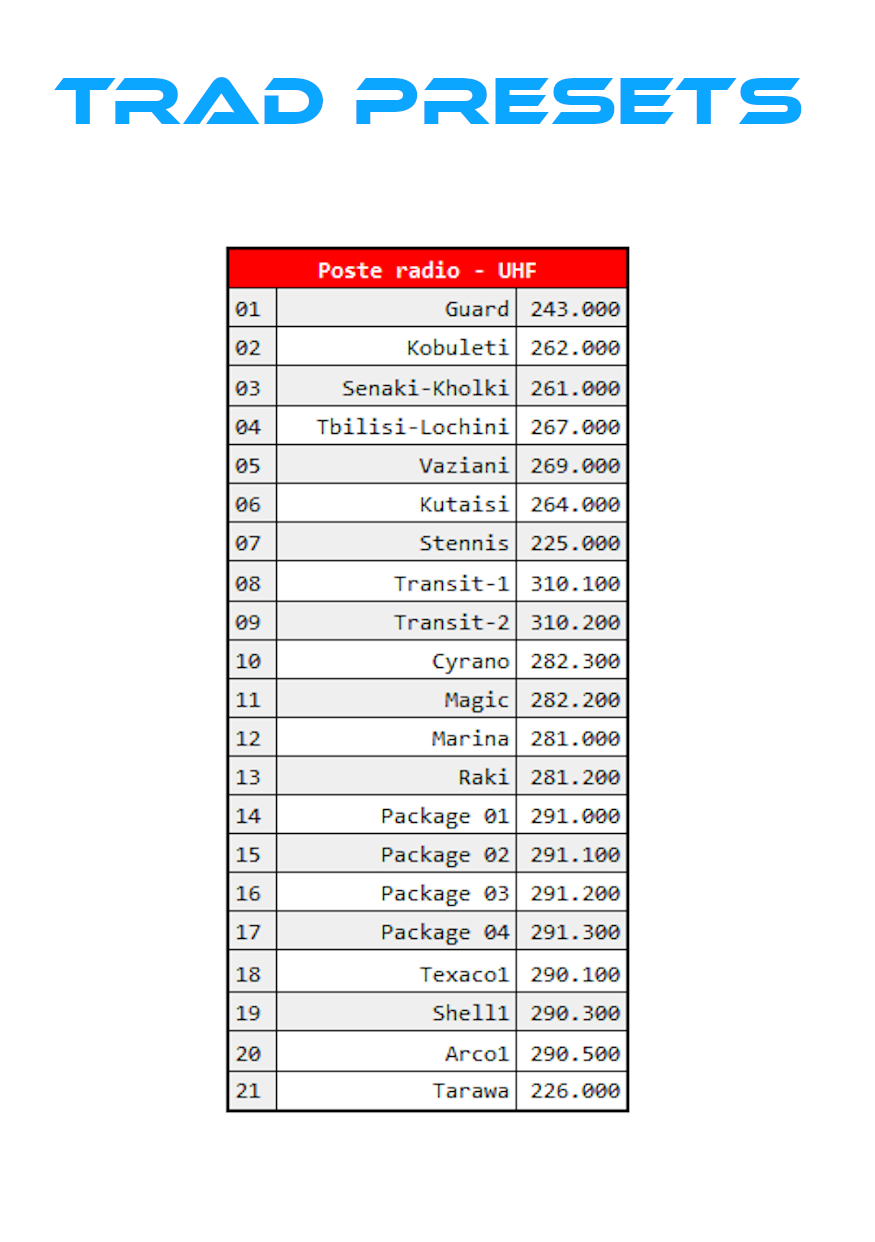 TRAD PRESETS
Poste radio - UHF
01 Guard 243.000
02 Kobuleti 262.000
03 Senaki-Kholki 261.000
04 Tbilisi-Lochini 267.000
05 Vaziani 269.000
06 Kutaisi 264.000
07 Stennis 225.000
08 Transit-1 310.100
09 Transit-2 310.200
10 Cyrano 282.300
11 Magic 282.200
12 Marina 281.000
13 Raki 281.200
14 Package 01 291.000
15 Package 02 291.100
16 Package 03 291.200
17 Package 04 291.300
18 Texaco1 290.100
19 Shell1 290.300
20 Arco1 290.500
21 Tarawa 226.000